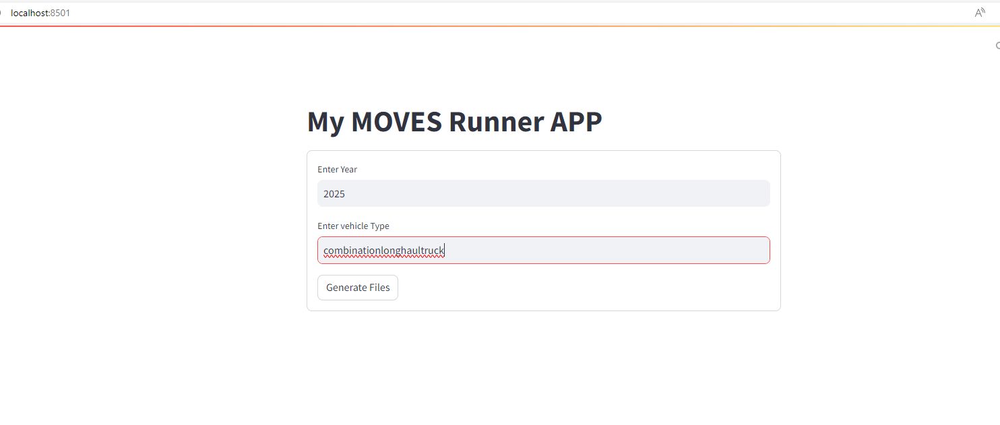 localhost:8501
My MOVES Runner APP
Enter Year
2025
Enter vehicle Type
combinationlonghaultruck
Generate Files